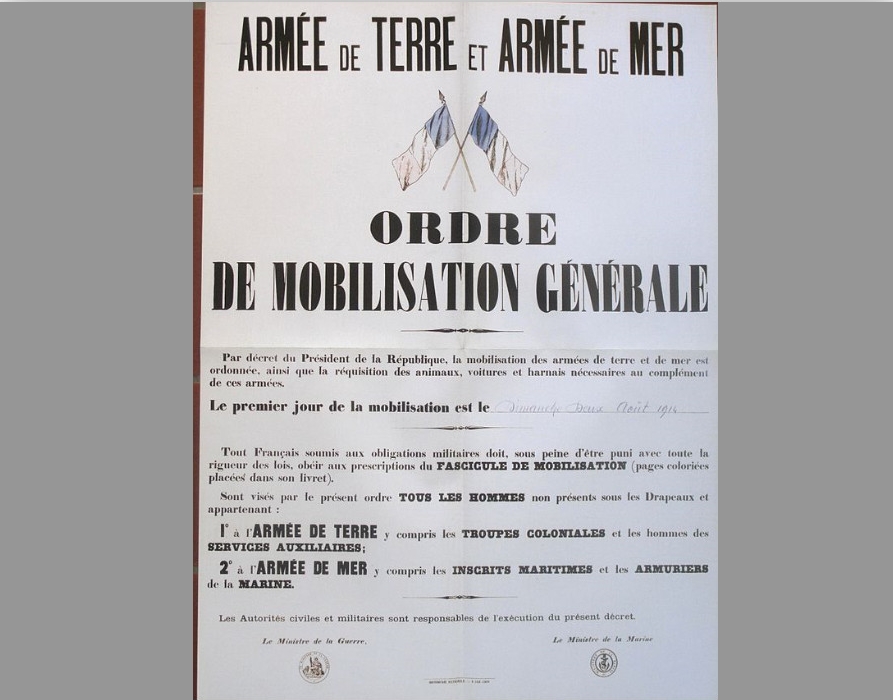 ARMÉE DE TERRE ET ARMÉE DE MER
ORDRE
DE MOBILISATION GÉNÉRALE
Par décret du Président de la République, la mobilisation des armées de terre et de mer est
ordonnée, ainsi que la réquisition des animaux, voitures et harnais nécessaires au complément
de ces armées.
Le premier jour de la mobilisation est le Dimanche Deux Août 1914
Tout Français soumis aux obligations militaires doit, sous peine d'être puni avec toute la
rigueur des lois, obéir aux prescriptions du FASCICULE DE MOBILISATION (pages coloriées
placées dans son livret).
Sont visés par le présent ordre TOUS LES HOMMES non présents sous les Drapeaux et
appartenant :
1° à l'ARMÉE DE TERRE y compris les TROUPES COLONIALES et les hommes des
SERVICES AUXILIAIRES;
2° à l'ARMÉE DE MER y compris les INSCRITS MARITIMES et les ARMURIERS
de la MARINE.
Les Autorités civiles et militaires sont responsables de l'exécution du présent décret.
Le Ministre de la Guerre,
Le Ministre de la Marine